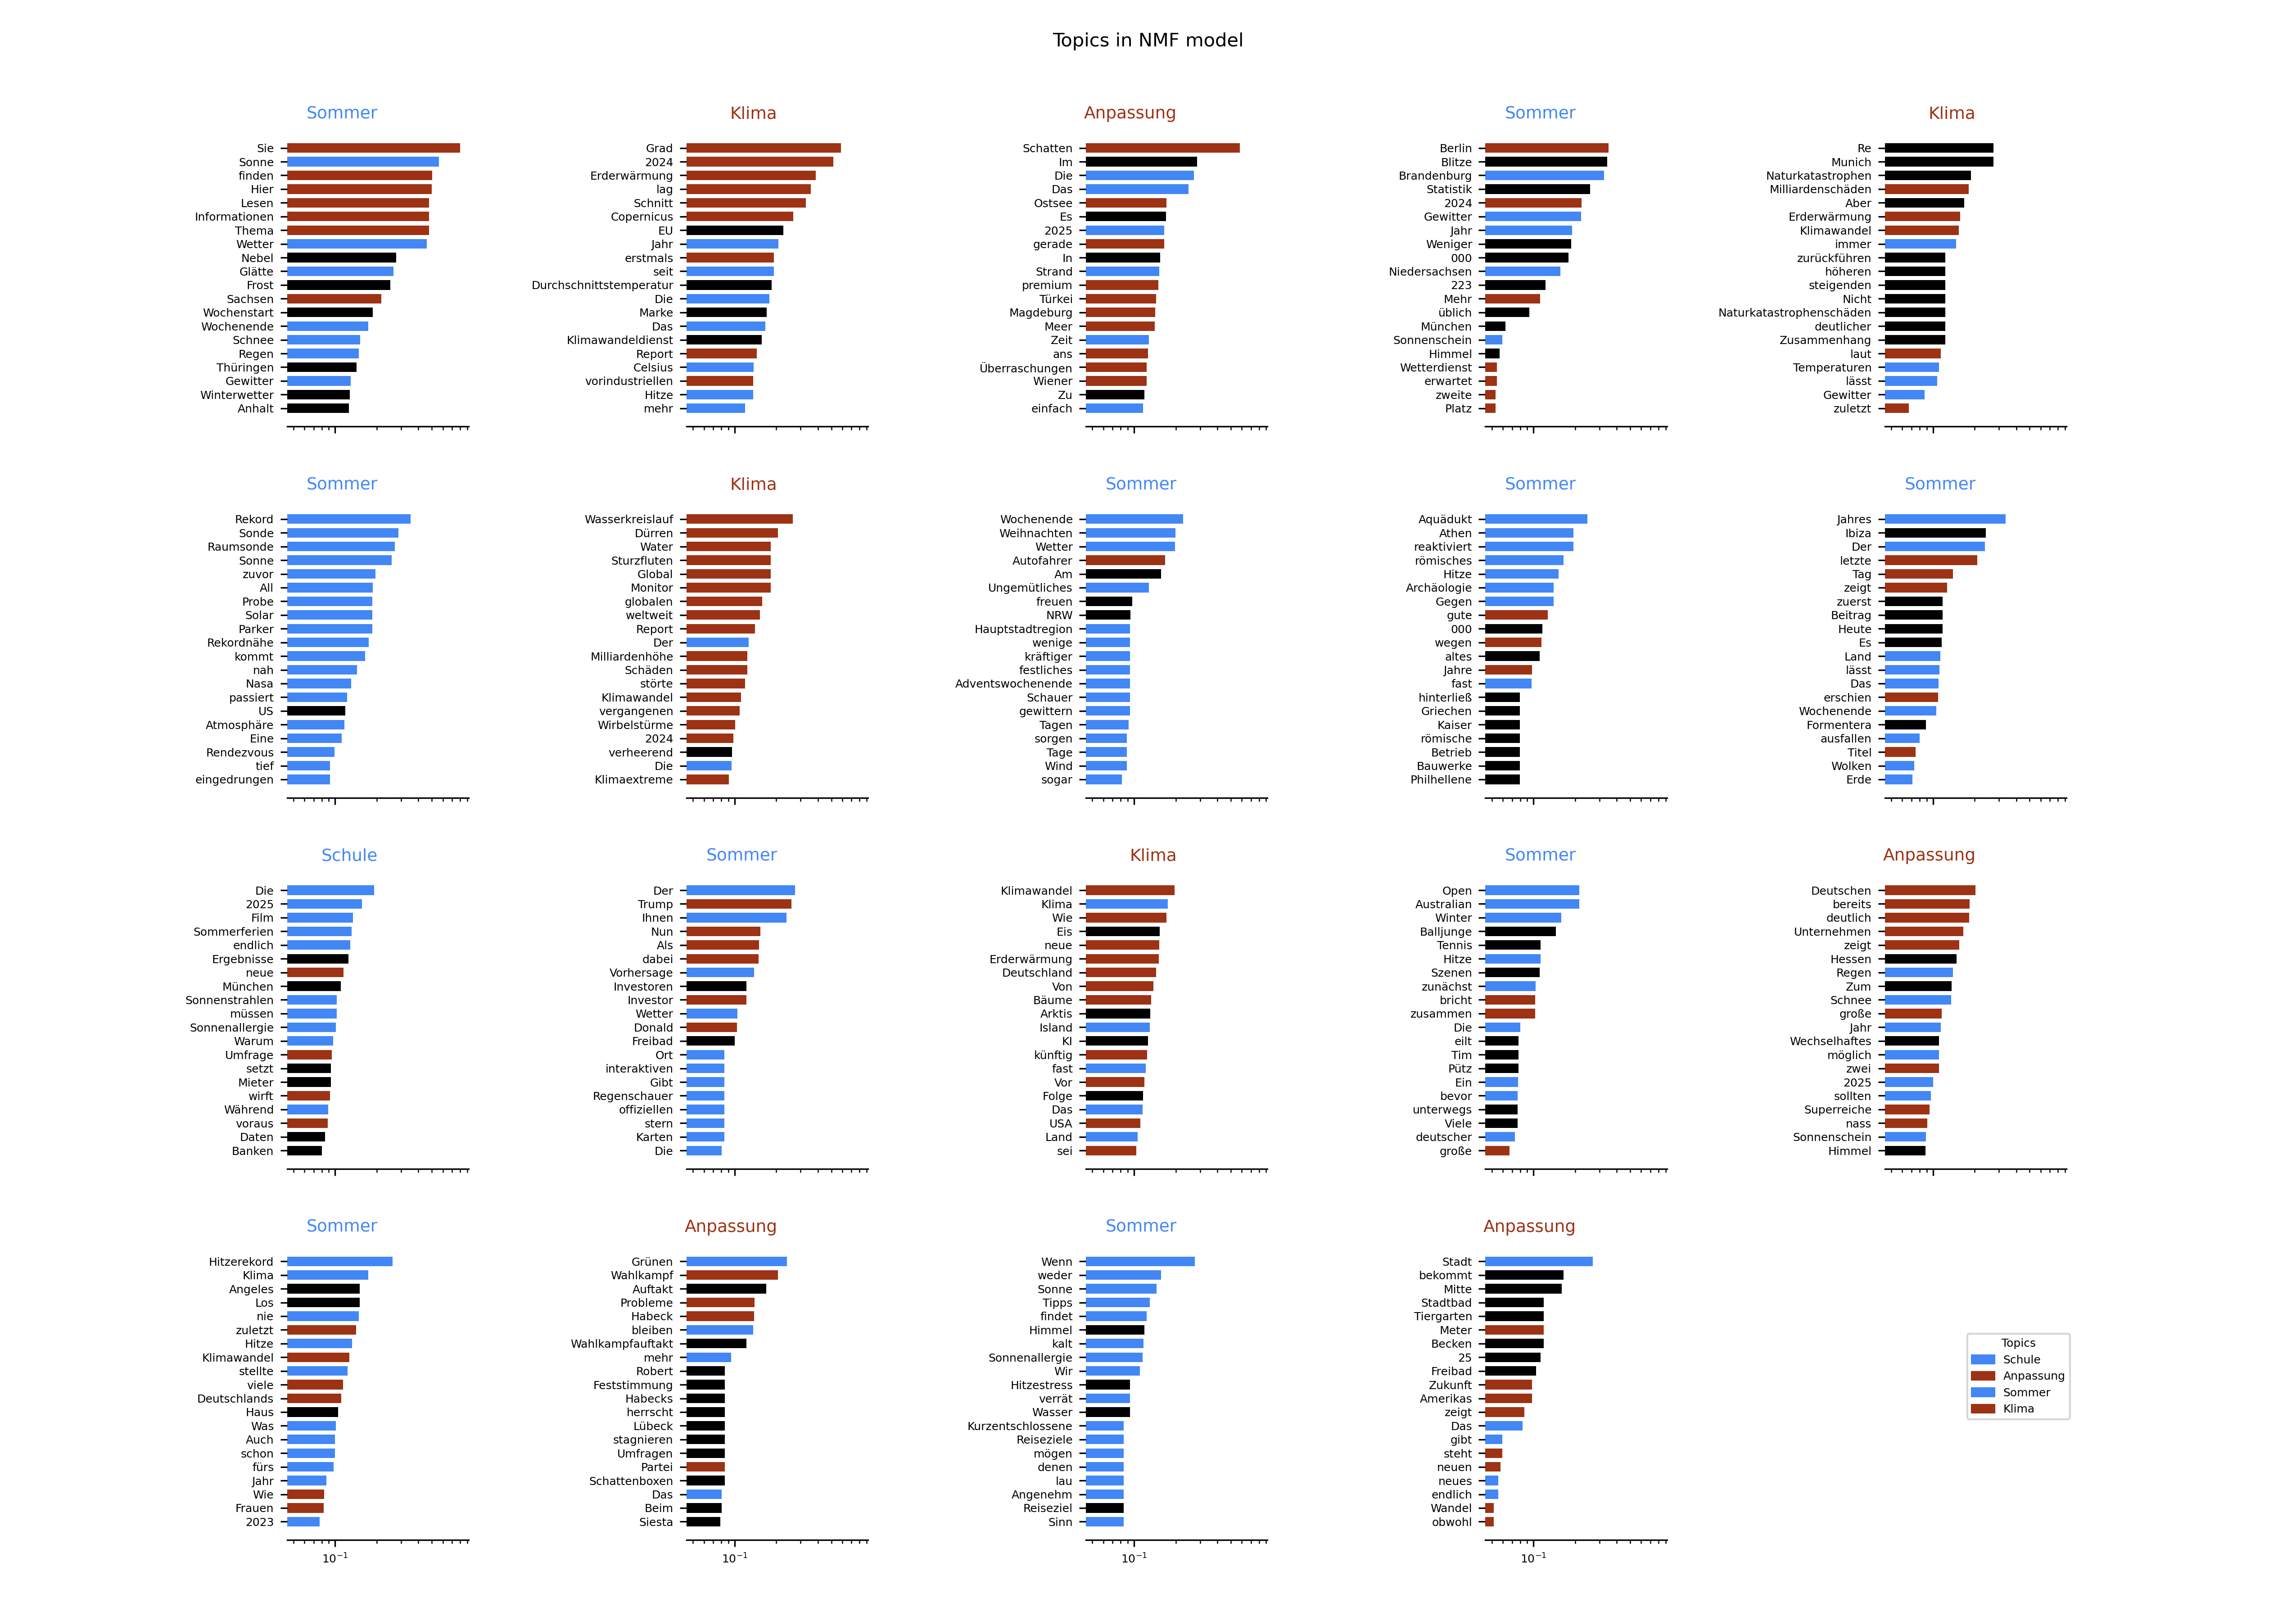 Topics in NMF model
Sommer
Sie
Sonne
finden
Hier
Lesen
Informationen
Thema
Wetter
Nebel
Glätte
Frost
Sachsen
Wochenstart
Wochenende
Schnee
Regen
Thüringen
Gewitter
Winterwetter
Anhalt
Klima
Grad
2024
Erderwärmung
lag
Schnitt
Copernicus
EU
Jahr
erstmals
seit
Durchschnittstemperatur
Die
Marke
Das
Klimawandeldienst
Report
Celsius
vorindustriellen
Hitze
mehr
Anpassung
Schatten
Im
Die
Das
Ostsee
Es
2025
gerade
In
Strand
premium
Türkei
Magdeburg
Meer
Zeit
ans
Überraschungen
Wiener
Zu
einfach
Sommer
Berlin
Blitze
Brandenburg
Statistik
2024
Gewitter
Jahr
Weniger
000
Niedersachsen
223
Mehr
üblich
München
Sonnenschein
Himmel
Wetterdienst
erwartet
zweite
Platz
Klima
Re
Munich
Naturkatastrophen
Milliardenschäden
Aber
Erderwärmung
Klimawandel
immer
zurückführen
höheren
steigenden
Nicht
Naturkatastrophenschäden
deutlicher
Zusammenhang
laut
Temperaturen
lässt
Gewitter
zuletzt
Sommer
Rekord
Sonde
Raumsonde
Sonne
zuvor
All
Probe
Solar
Parker
Rekordnähe
kommt
nah
Nasa
passiert
US
Atmosphäre
Eine
Rendezvous
tief
eingedrungen
Klima
Wasserkreislauf
Dürren
Water
Sturzfluten
Global
Monitor
globalen
weltweit
Report
Der
Milliardenhöhe
Schäden
störte
Klimawandel
vergangenen
Wirbelstürme
2024
verheerend
Die
Klimaextreme
Sommer
Wochenende
Weihnachten
Wetter
Autofahrer
Am
Ungemütliches
freuen
NRW
Hauptstadtregion
wenige
kräftiger
festliches
Adventswochenende
Schauer
gewittern
Tagen
sorgen
Tage
Wind
sogar
Sommer
Aquädukt
Athen
reaktiviert
römisches
Hitze
Archäologie
Gegen
gute
000
wegen
altes
Jahre
fast
hinterließ
Griechen
Kaiser
römische
Betrieb
Bauwerke
Philhellene
Sommer
Jahres
Ibiza
Der
letzte
Tag
zeigt
zuerst
Beitrag
Heute
Es
Land
lässt
Das
erschien
Wochenende
Formentera
ausfallen
Titel
Wolken
Erde
Schule
Die
2025
Film
Sommerferien
endlich
Ergebnisse
neue
München
Sonnenstrahlen
müssen
Sonnenallergie
Warum
Umfrage
setzt
Mieter
wirft
Während
voraus
Daten
Banken
Sommer
Der
Trump
Ihnen
Nun
Als
dabei
Vorhersage
Investoren
Investor
Wetter
Donald
Freibad
Ort
interaktiven
Gibt
Regenschauer
offiziellen
stern
Karten
Die
Klima
Klimawandel
Klima
Wie
Eis
neue
Erderwärmung
Deutschland
Von
Bäume
Arktis
Island
KI
künftig
fast
Vor
Folge
Das
USA
Land
sei
Sommer
Open
Australian
Winter
Balljunge
Tennis
Hitze
Szenen
zunächst
bricht
zusammen
Die
eilt
Tim
Pütz
Ein
bevor
unterwegs
Viele
deutscher
große
Anpassung
Deutschen
bereits
deutlich
Unternehmen
zeigt
Hessen
Regen
Zum
Schnee
große
Jahr
Wechselhaftes
möglich
zwei
2025
sollten
Superreiche
nass
Sonnenschein
Himmel
Sommer
Hitzerekord
Klima
Angeles
Los
nie
zuletzt
Hitze
Klimawandel
stellte
viele
Deutschlands
Haus
Was
Auch
schon
fürs
Jahr
Wie
Frauen
2023
10⁻¹
Anpassung
Grünen
Wahlkampf
Auftakt
Probleme
Habeck
bleiben
Wahlkampfauftakt
mehr
Robert
Feststimmung
Habecks
herrscht
Lübeck
stagnieren
Umfragen
Partei
Schattenboxen
Das
Beim
Siesta
10⁻¹
Sommer
Wenn
weder
Sonne
Tipps
findet
Himmel
kalt
Sonnenallergie
Wir
Hitzestress
verrät
Wasser
Kurzentschlossene
Reiseziele
mögen
denen
lau
Angenehm
Reiseziel
Sinn
10⁻¹
Anpassung
Stadt
bekommt
Mitte
Stadtbad
Tiergarten
Meter
Becken
25
Freibad
Zukunft
Amerikas
zeigt
Das
gibt
steht
neuen
neues
endlich
Wandel
obwohl
10⁻¹
Topics
Schule
Anpassung
Sommer
Klima